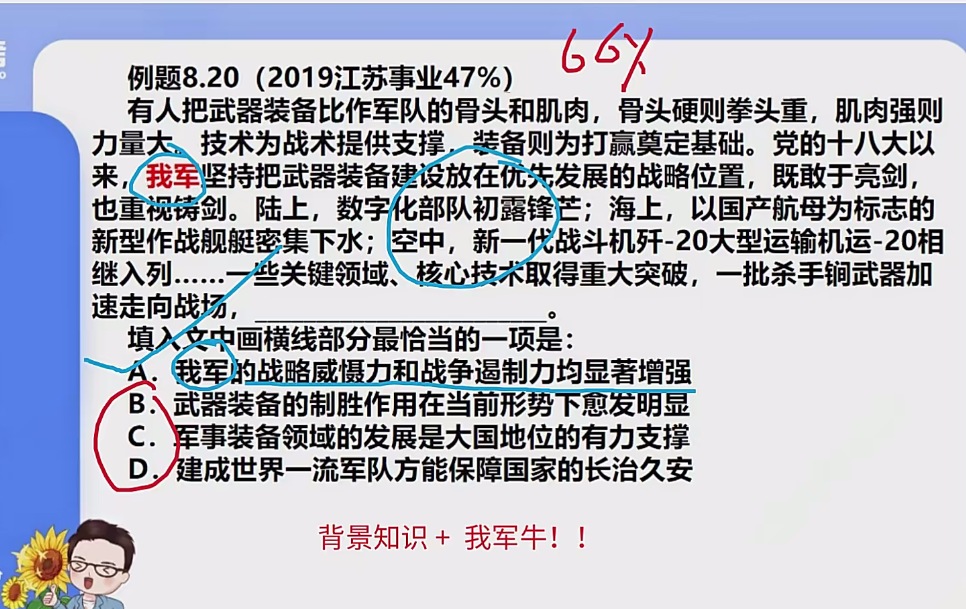 66%
例题8.20（2019江苏事业47%）
有人把武器装备比作军队的骨头和肌肉，骨头硬则拳头重，肌肉强则
力量大。技术为战术提供支撑，装备则为打赢奠定基础。党的十八大以
来，我军坚持把武器装备建设放在优先发展的战略位置，既敢于亮剑，
也重视铸剑。陆上，数字化部队初露锋芒；海上，以国产航母为标志的
新型作战舰艇密集下水；空中，新一代战斗机歼-20大型运输机运-20相
继入列……一些关键领域、核心技术取得重大突破，一批杀手锏武器加
速走向战场，____________________。
填入文中画横线部分最恰当的一项是：
A．我军的战略威慑力和战争遏制力均显著增强
B．武器装备的制胜作用在当前形势下愈发明显
C．军事装备领域的发展是大国地位的有力支撑
D．建成世界一流军队方能保障国家的长治久安
背景知识 + 我军牛！！